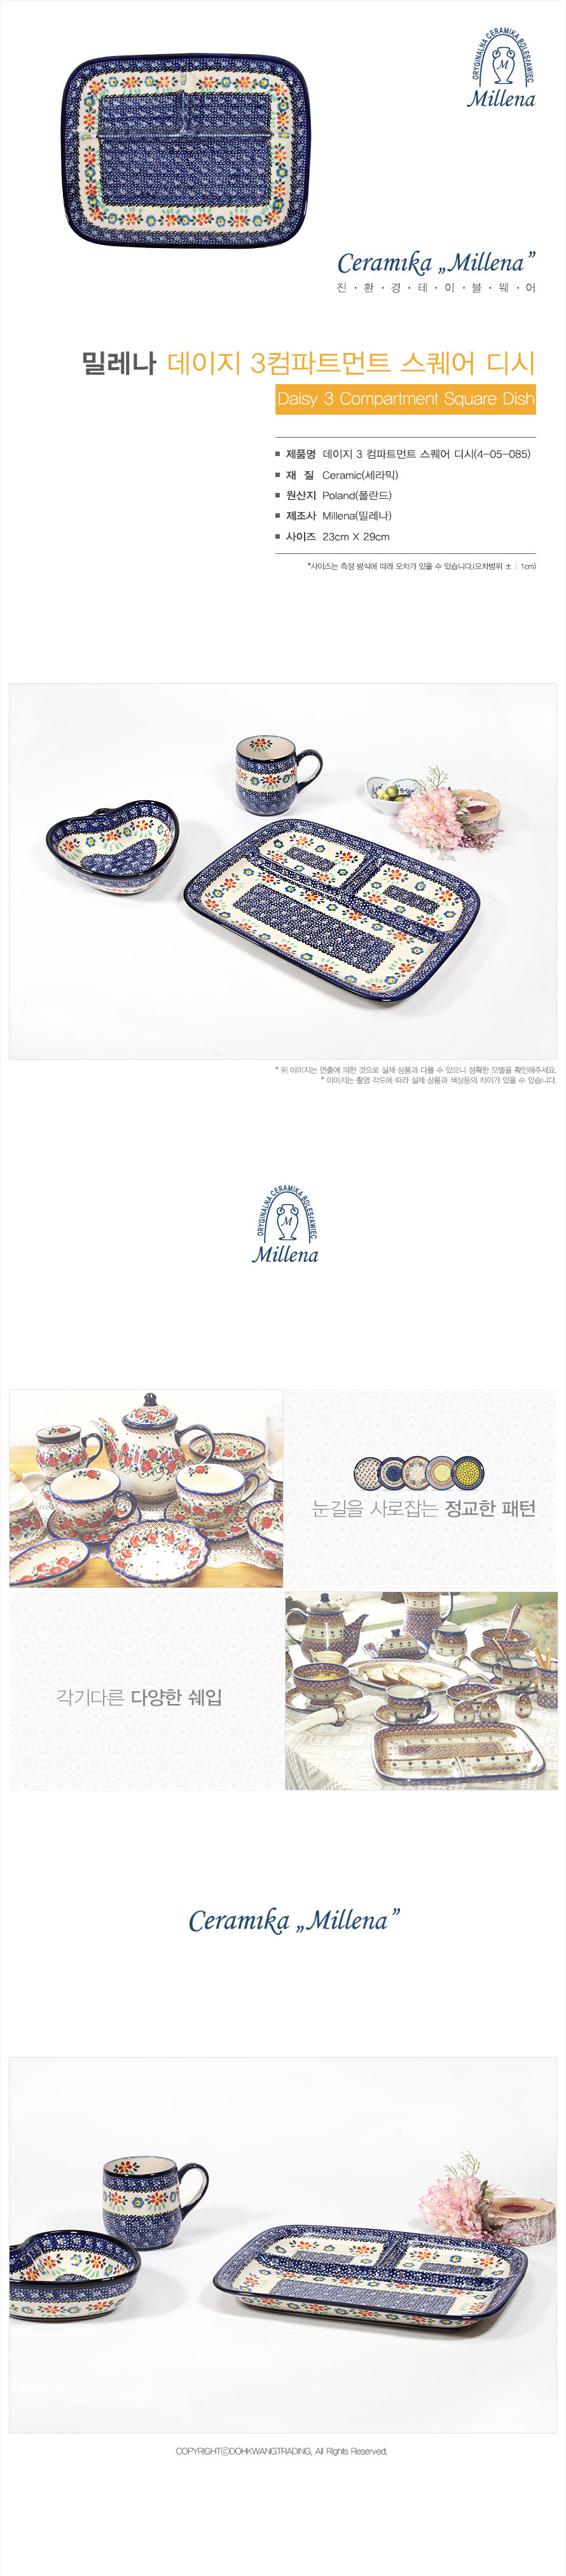 ORYGINALNA CERAMIKA BOLESŁAWIEC
M
Millena
Ceramika „Millena”
친 · 환 · 경 · 테 · 이 · 블 · 웨 · 어
밀레나 데이지 3컴파트먼트 스퀘어 디시
Daisy 3 Compartment Square Dish
제품명 데이지 3 컴파트먼트 스퀘어 디시(4-05-085)
재 질 Ceramic(세라믹)
원산지 Poland(폴란드)
제조사 Millena(밀레나)
사이즈 23cm X 29cm
*사이즈는 측정 방식에 따라 오차가 있을 수 있습니다.(오차범위 ± : 1cm)
* 위 이미지는 연출에 의한 것으로 실제 상품과 다를 수 있으니 정확한 모델을 확인해주세요.
* 이미지는 촬영 각도에 따라 실제 상품과 색상등의 차이가 있을 수 있습니다.
ORYGINALNA CERAMIKA BOLESŁAWIEC
M
Millena
눈길을 사로잡는 정교한 패턴
각기다른 다양한 쉐입
Ceramika „Millena”
COPYRIGHTⓒDOHKWANGTRADING, All Rights Reserved.